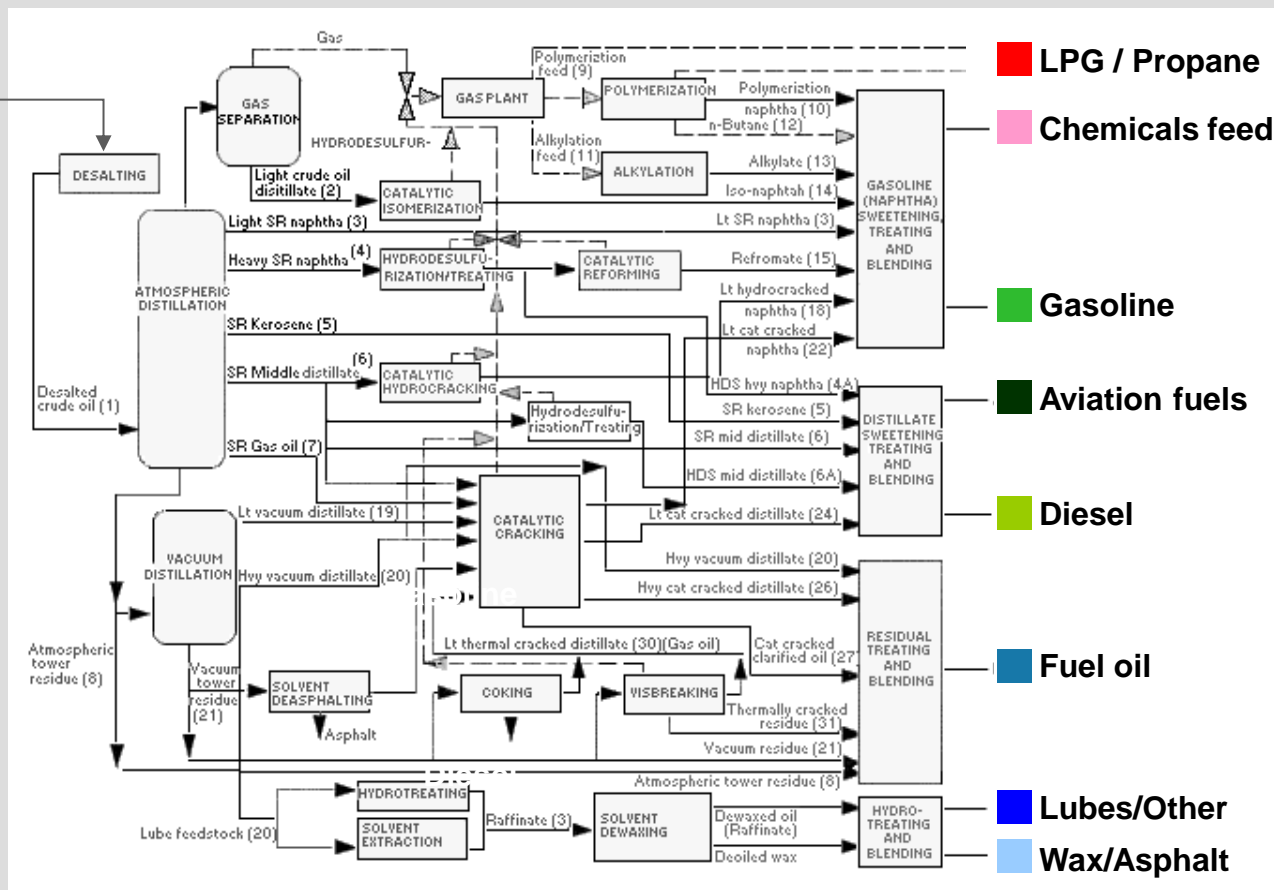 Gas
Polymeriztion
feed (9)
LPG / Propane
GAS
SEPARATION
GAS PLANT
POLYMERIZATION
Polymeriztion
naphtha (10)
n-Butane (12)
Chemicals feed
HYDRODESULFUR-
Alkylation
feed (11)
DESALTING
Light crude oil
disitillate (2)
CATALYTIC
ISOMERIZATION
ALKYLATION
Alkylate (13)
Iso-naphtah (14)
GASOLINE
(NAPHTHA)
SWEETENING,
TREATING
AND
BLENDING
Light SR naphtha (3)
Lt SR naphtha (3)
Heavy SR naphtha
(4)
HYDRODESULFU-
RIZATION/TREATING
CATALYTIC
REFORMING
Refromate (15)
ATMOSPHERIC
DISTILLATION
Lt hydrocracked
naphtha (18)
Gasoline
SR Kerosene (5)
Lt cat cracked
naphtha (22)
SR Middle distillate
(6)
CATALYTIC
HYDROCRACKING
HDS hvy naphtha (4A)
Aviation fuels
Desalted
crude oil (1)
Hydrodesulfu-
rization/Treating
SR kerosene (5)
SR mid distillate (6)
DISTILLATE
SWEETENING
TREATING
AND
BLENDING
SR Gas oil (7)
HDS mid distillate (6A)
Lt vacuum distillate (19)
CATALYTIC
CRACKING
Lt cat cracked distillate (24)
Diesel
VACUUM
DISTILLATION
Hvy vacuum distillate (20)
Hvy vacuum distillate (20)
Hvy cat cracked distillate (26)
Atmospheric
tower
residue (8)
Lt thermal cracked distillate (30)(Gas oil)
Cat cracked
clarified oil (27
RESIDUAL
TREATING
AND
BLENDING
Fuel oil
Vacuum
tower
residue
(21)
SOLVENT
DEASPHALTING
COKING
VISBREAKING
Asphalt
Thermally cracked
residue (31)
Vacuum residue (21)
Diesel
Atmospheric tower residue (8)
HYDROTREATING
Lube feedstock (20)
SOLVENT
EXTRACTION
Raffinate (3)
SOLVENT
DEWAXING
Dewaxed oil
(Raffinate)
Deoiled wax
HYDRO-
TREATING
AND
BLENDING
Lubes/Other
Wax/Asphalt